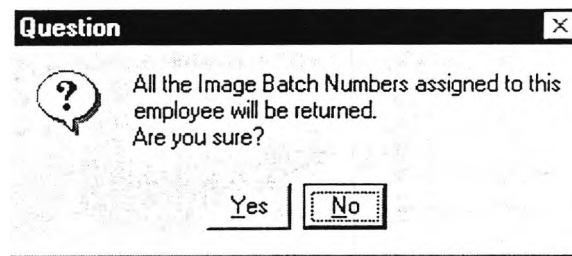 Question
All the Image Batch Numbers assigned to this
employee will be returned.
Are you sure?
Yes No